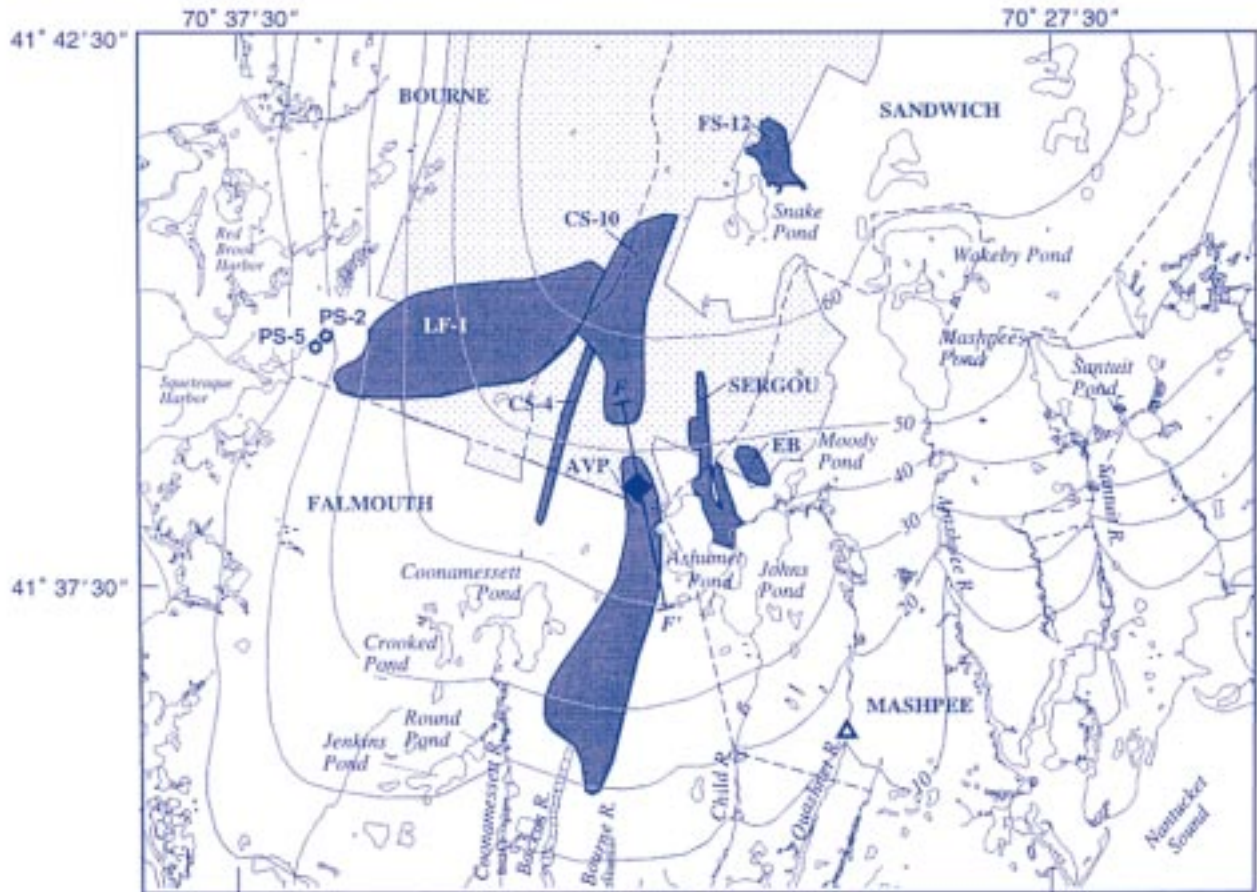 70° 37' 30"
70° 27' 30"
41° 42' 30"
BOURNE
SANDWICH
FS-12
CS-10
Snake
Pond
Red
Brook
Harbor
Wakeby Pond
60
PS-2
PS-5
LF-1
Mashpee
Pond
Santuit
Pond
Squeteague
Harbor
SERGOU
CS-4
F
50
EB
Moody
Pond
AVP
40
FALMOUTH
30
Santuit R.
Mashpee R.
Ashumet
Pond
Johns
Pond
Coonamessett
Pond
41° 37' 30"
20
F'
Crooked
Pond
MASHPEE
Round
Pond
Jenkins
Pond
10
Coonamessett R.
Bourne R.
Child R.
Quashnet R.
Nantucket
Sound